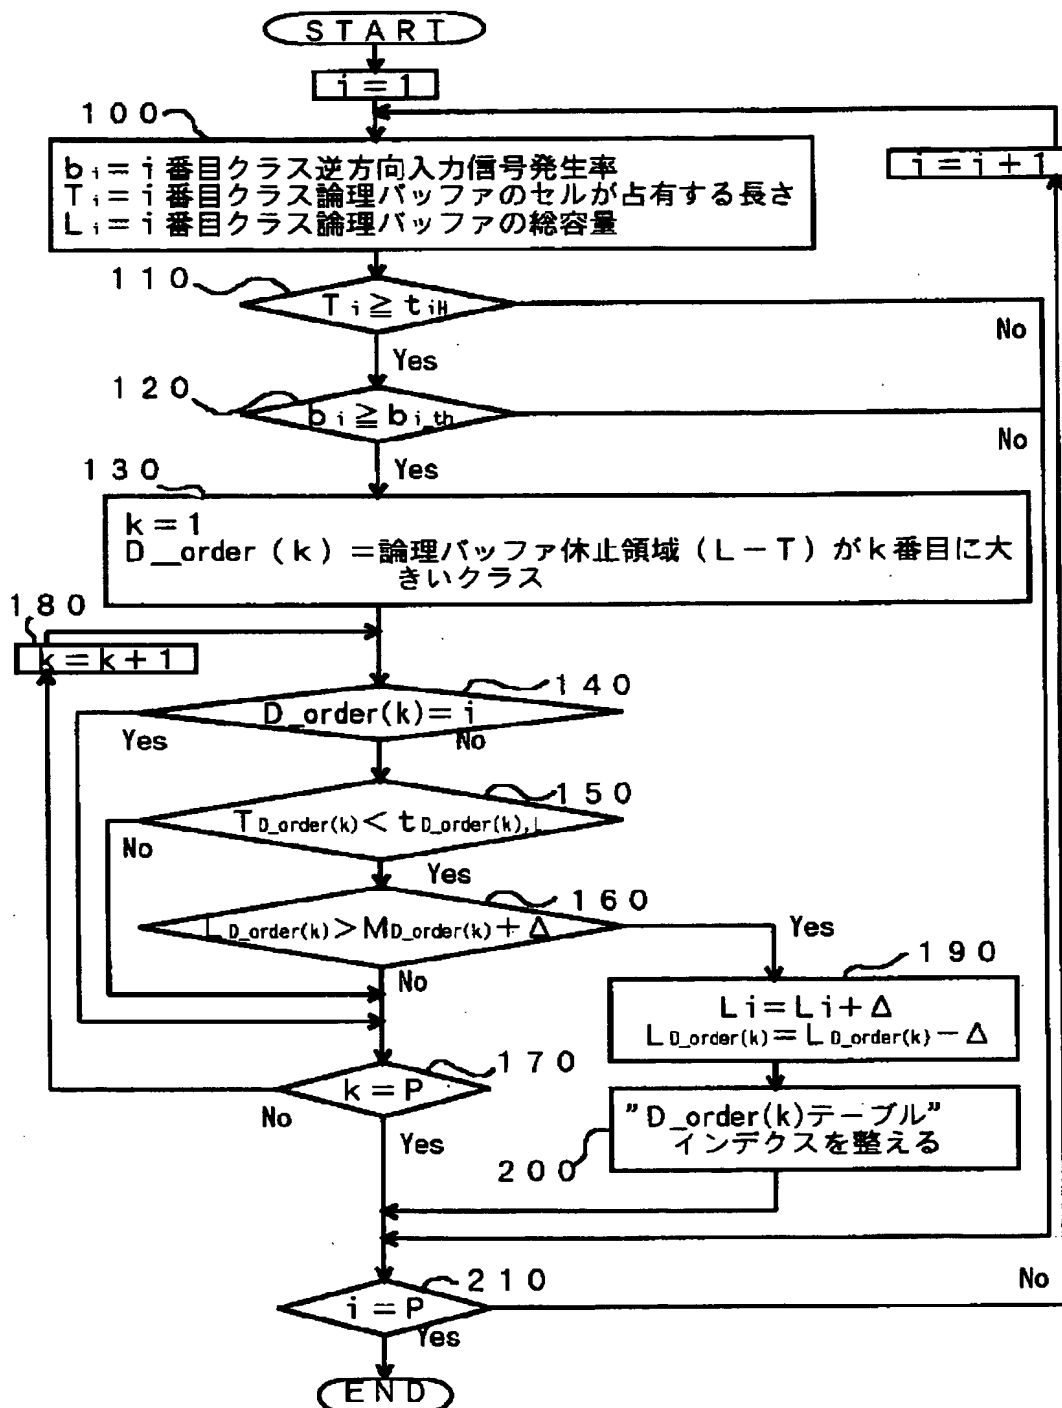 START
i=1
100
bi=i番目クラス逆方向入力信号発生率
Ti=i番目クラス論理バッファのセルが占有する長さ
Li=i番目クラス論理バッファの総容量
i=i+1
110
Ti≧tiH
No
Yes
120
bi≧bi_th
No
Yes
130
k=1
D_order(k)=論理バッファ休止領域(L-T)がk番目に大
きいクラス
180
k=k+1
140
D_order(k)=i
Yes
No
150
TD_order(k)<tD_order(k),L
No
Yes
160
LD_order(k)>MD_order(k)+Δ
Yes
No
190
Li=Li+Δ
LD_order(k)=LD_order(k)-Δ
170
k=P
No
Yes
"D_order(k)テーブル"
インデクスを整える
200
210
i=P
No
Yes
END